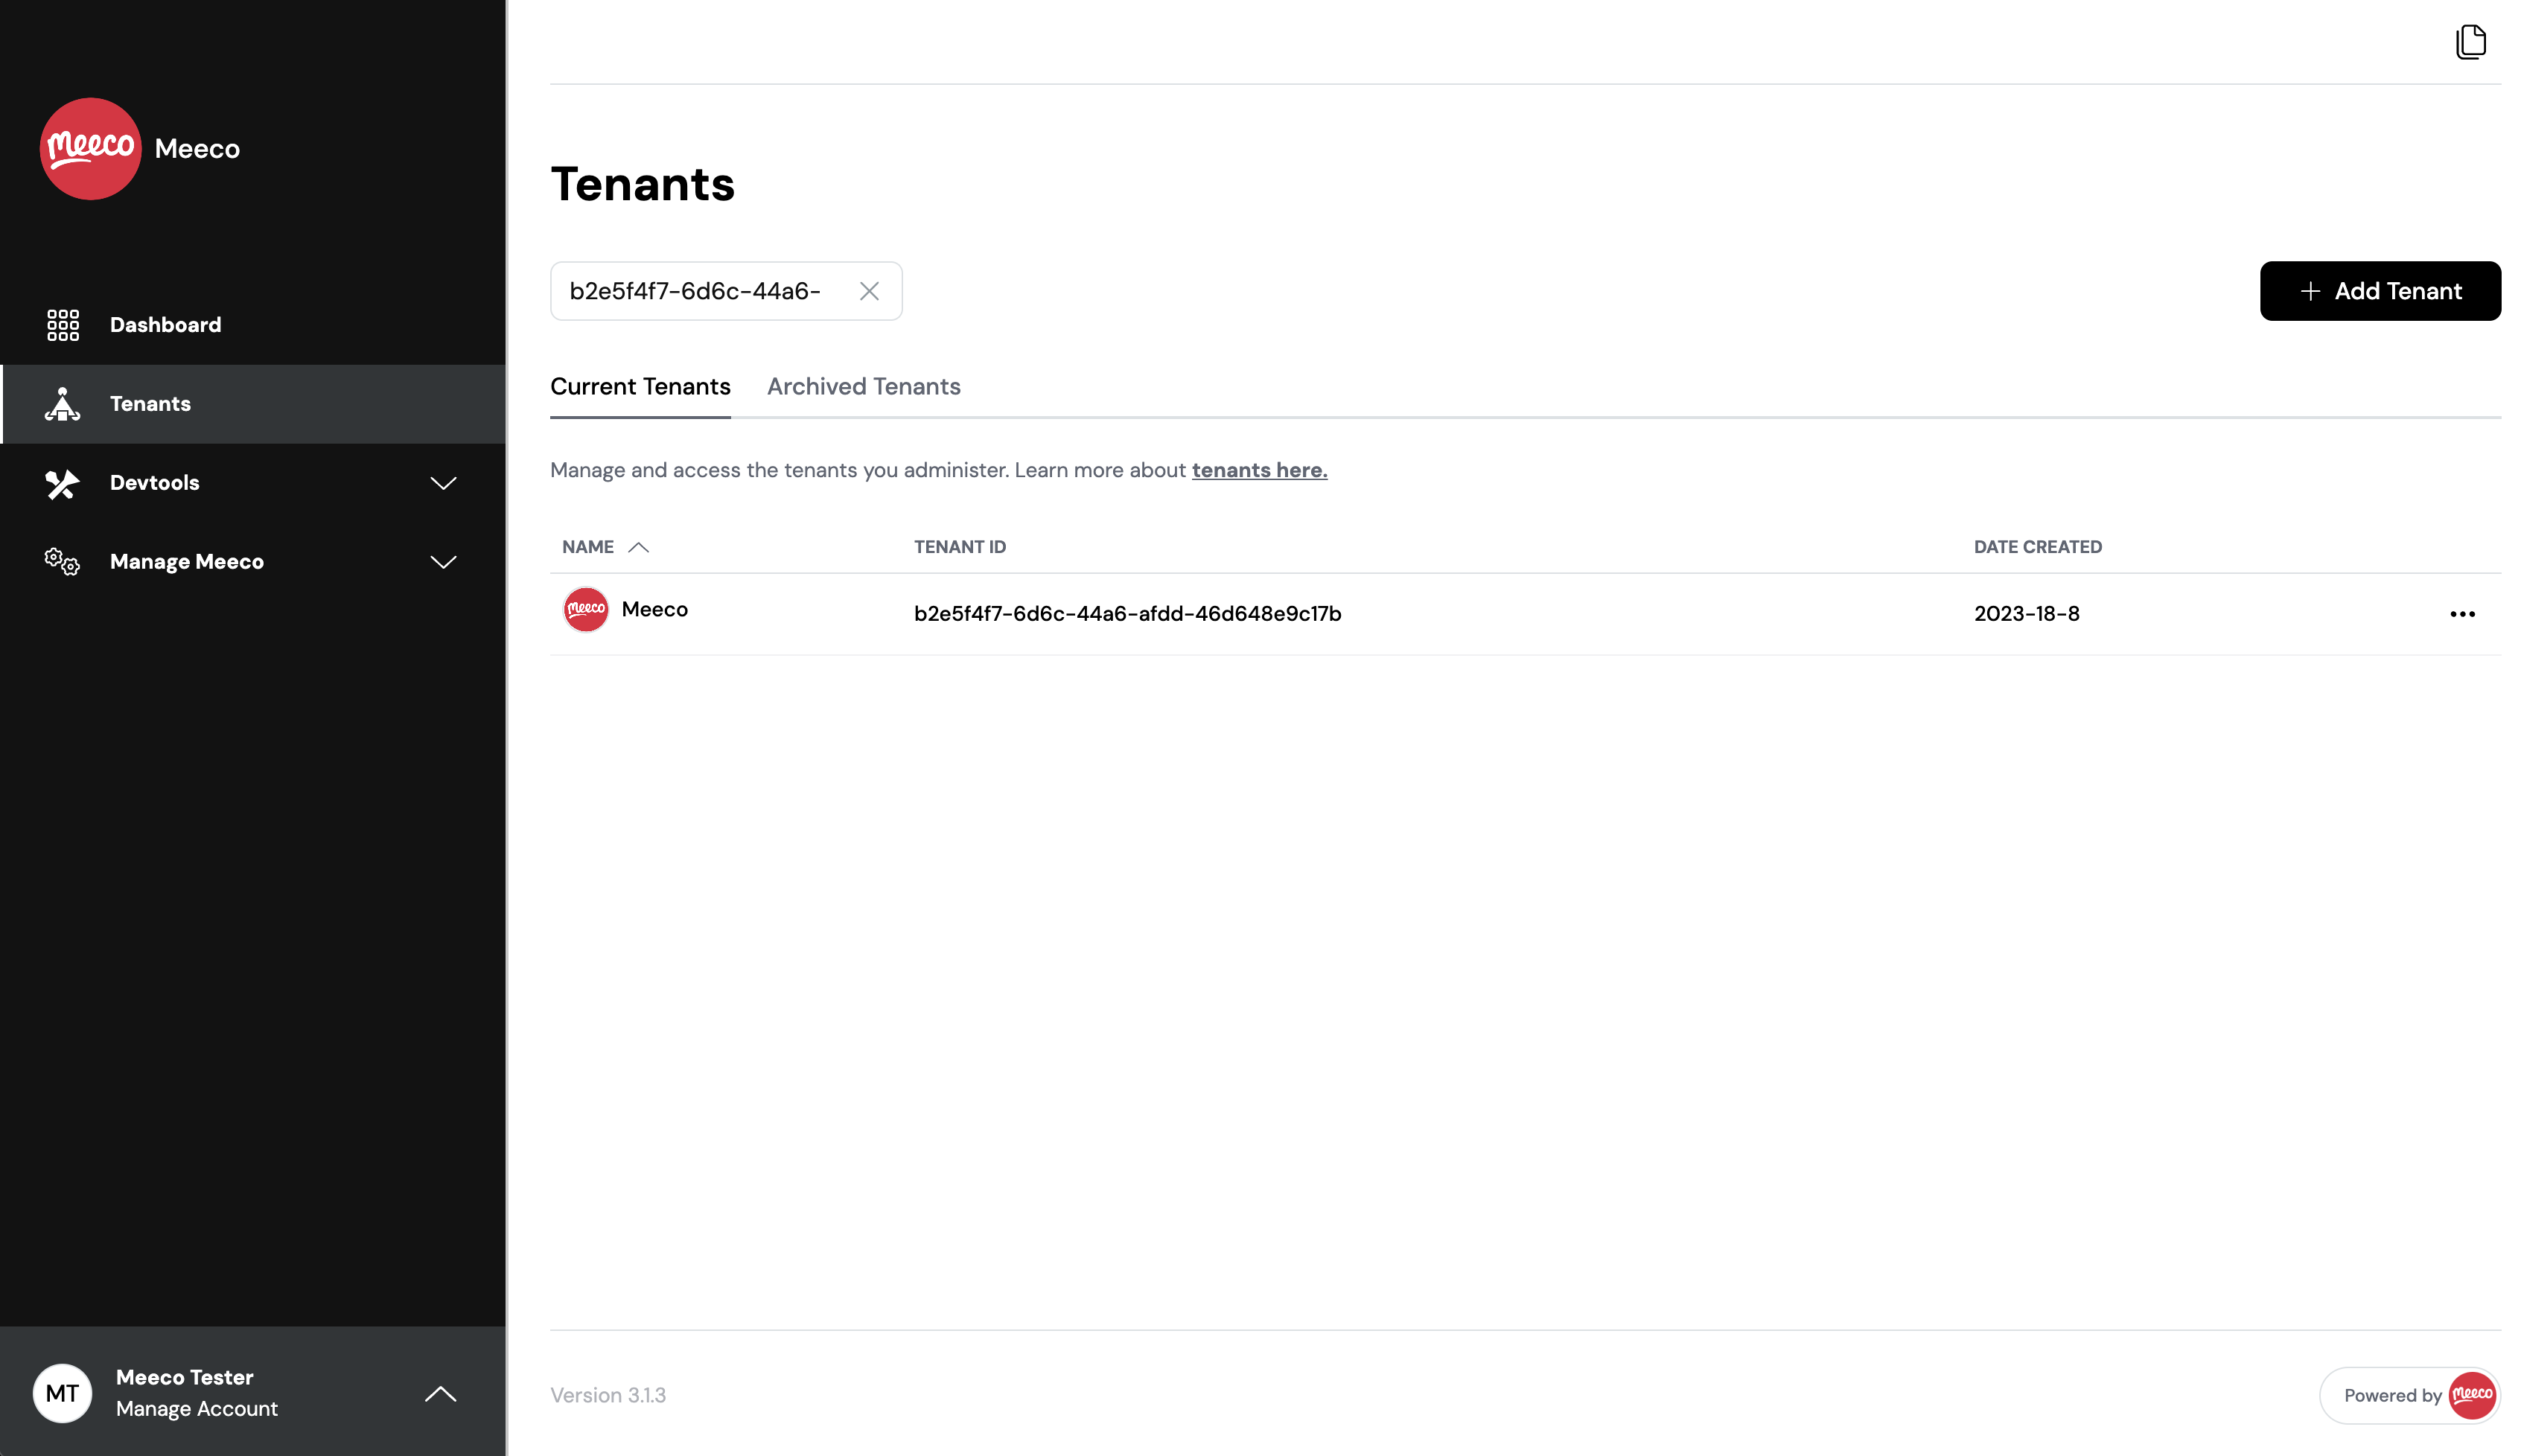 meeco Meeco
Dashboard
Tenants
Devtools
Manage Meeco
MT
Meeco Tester
Manage Account
Tenants
b2e5f4f7-6d6c-44a6-
Add Tenant
Current Tenants Archived Tenants
Manage and access the tenants you administer. Learn more about tenants here.
NAME TENANT ID DATE CREATED
meeco Meeco b2e5f4f7-6d6c-44a6-afdd-46d648e9c17b 2023-18-8
Version 3.1.3
Powered by meeco